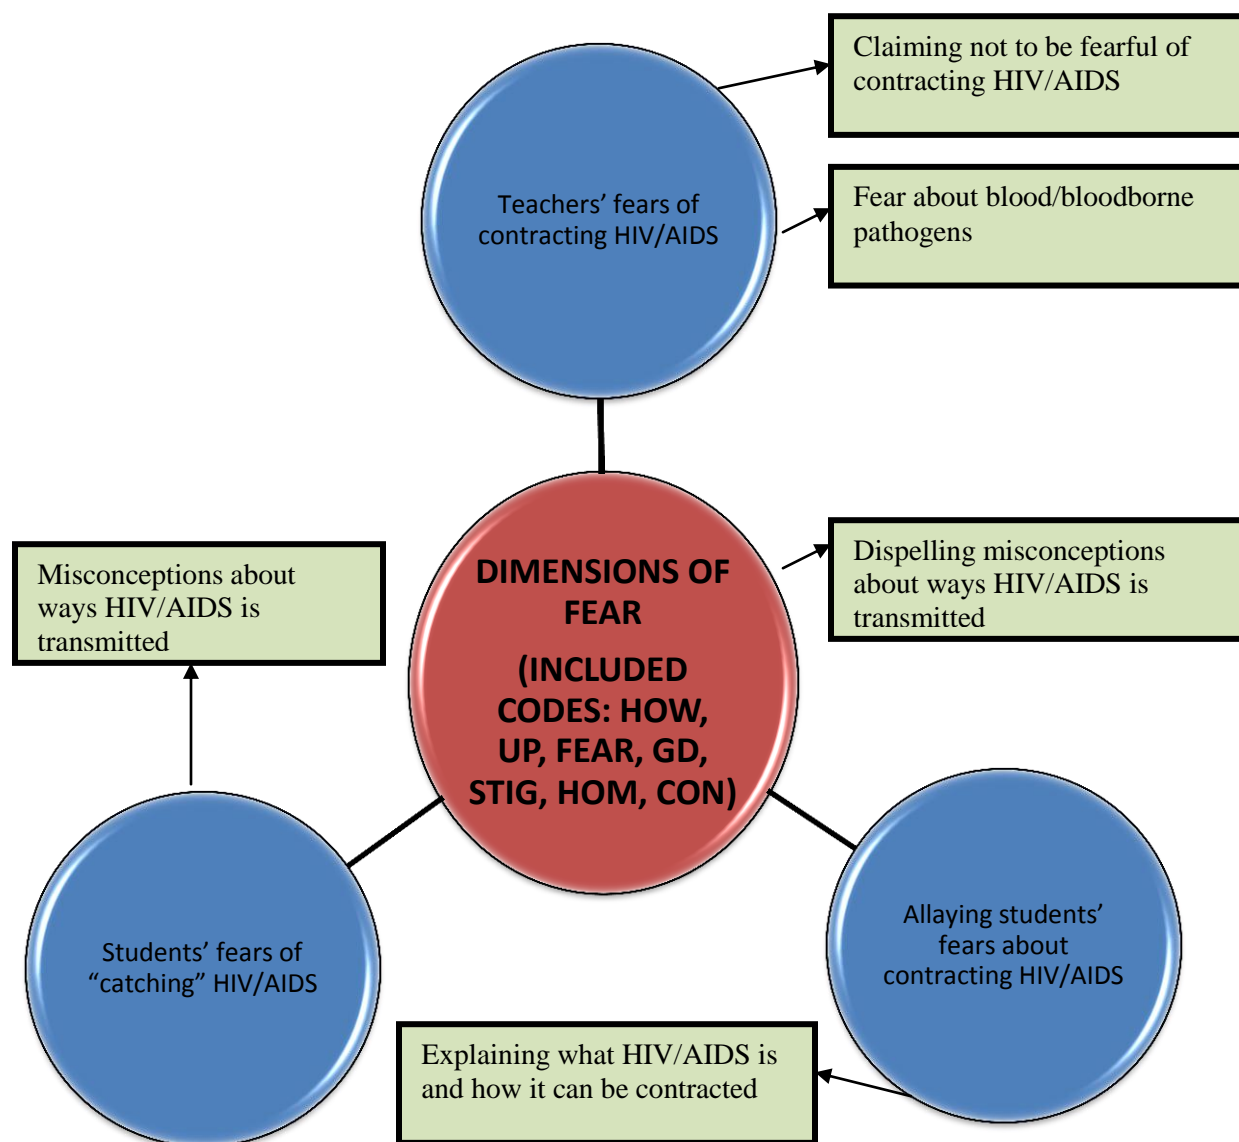 Claiming not to be fearful of
contracting HIV/AIDS
Teachers’ fears of
contracting HIV/AIDS
Fear about blood/bloodborne
pathogens
DIMENSIONS OF
FEAR
(INCLUDED
CODES: HOW,
UP, FEAR, GD,
STIG, HOM, CON)
Dispelling misconceptions
about ways HIV/AIDS is
transmitted
Misconceptions about
ways HIV/AIDS is
transmitted
Students’ fears of
“catching” HIV/AIDS
Allaying students’
fears about
contracting HIV/AIDS
Explaining what HIV/AIDS is
and how it can be contracted